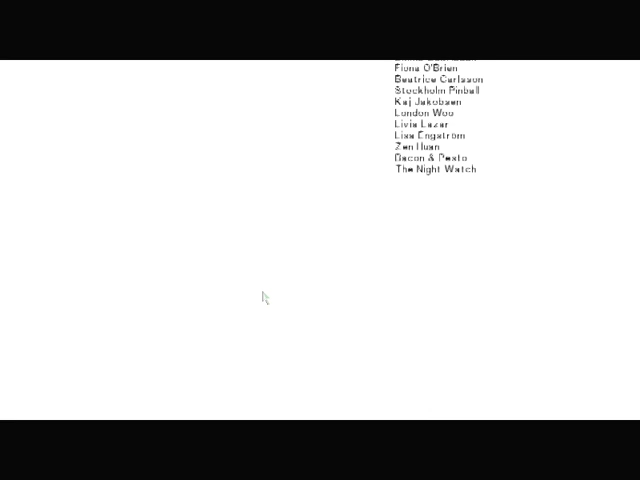 Fiona O'Brien
Beatrice Carlsson
Stockholm Pinball
Kaj Jakobsen
London Woo
Livia Lazar
Lisa Engstrom
Zen Huan
Bacon & Pesto
The Night Watch